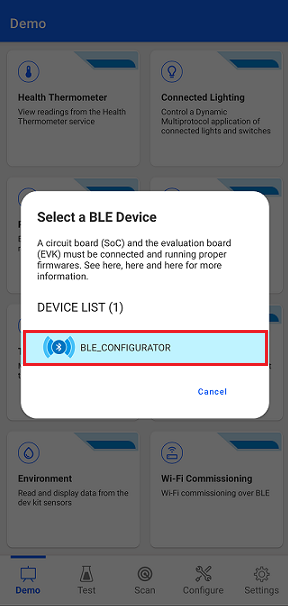 Demo
Health Thermometer
View readings from the Health
Thermometer service
Connected Lighting
Control a Dynamic
Multiprotocol application of
connected lights and switches
Select a BLE Device
A circuit board (SoC) and the evaluation board
(EVK) must be connected and running proper
firmwares. See here, here and here for more
information.
DEVICE LIST (1)
BLE_CONFIGURATOR
Cancel
Environment
Read and display data from the
dev kit sensors
Wi-Fi Commissioning
Wi-Fi commissioning over BLE
Demo
Test
Scan
Configure
Settings